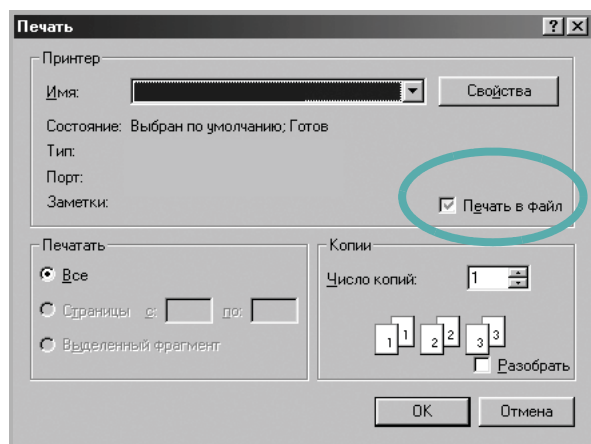 Печать
Принтер
Имя:
Свойства
Состояние: Выбран по умолчанию; Готов
Тип:
Порт:
Заметки:
Печать в файл
Печатать
Все
Страницы с: по:
Выделенный фрагмент
Копии
Число копий: 1
1 1 2 2 3 3
Разобрать
OK Отмена